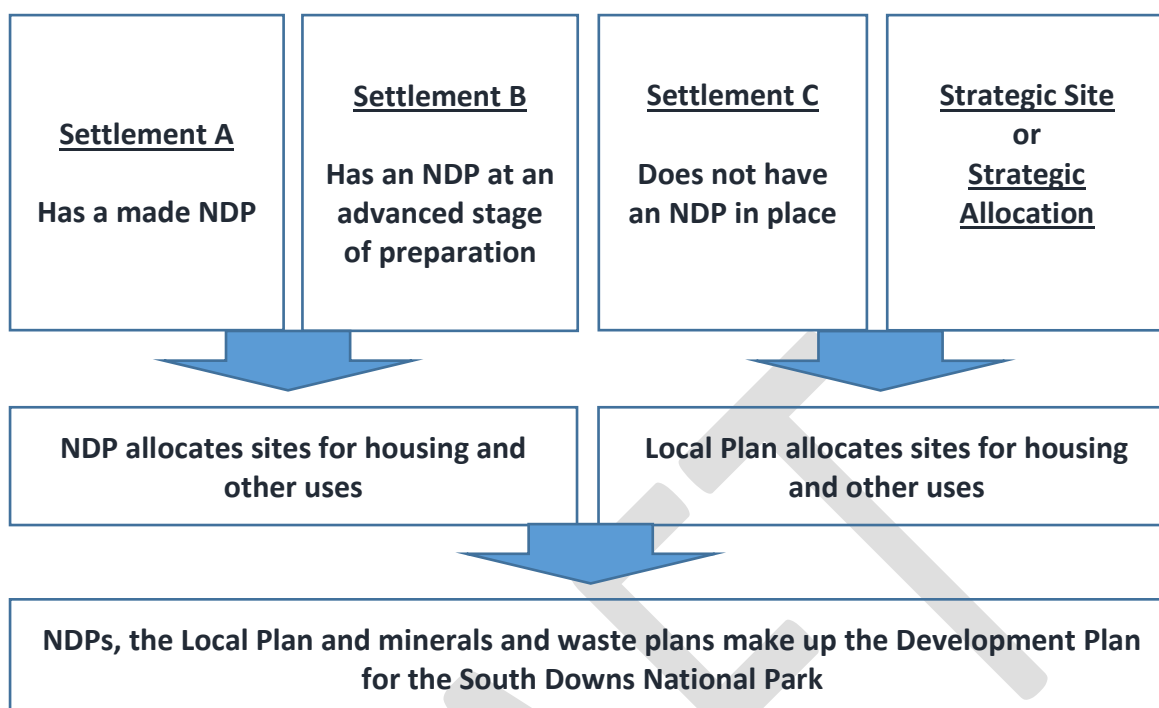 Settlement A
Has a made NDP
Settlement B
Has an NDP at an
advanced stage
of preparation
Settlement C
Does not have
an NDP in place
Strategic Site
or
Strategic
Allocation
NDP allocates sites for housing and
other uses
Local Plan allocates sites for housing
and other uses
NDPs, the Local Plan and minerals and waste plans make up the Development Plan
for the South Downs National Park